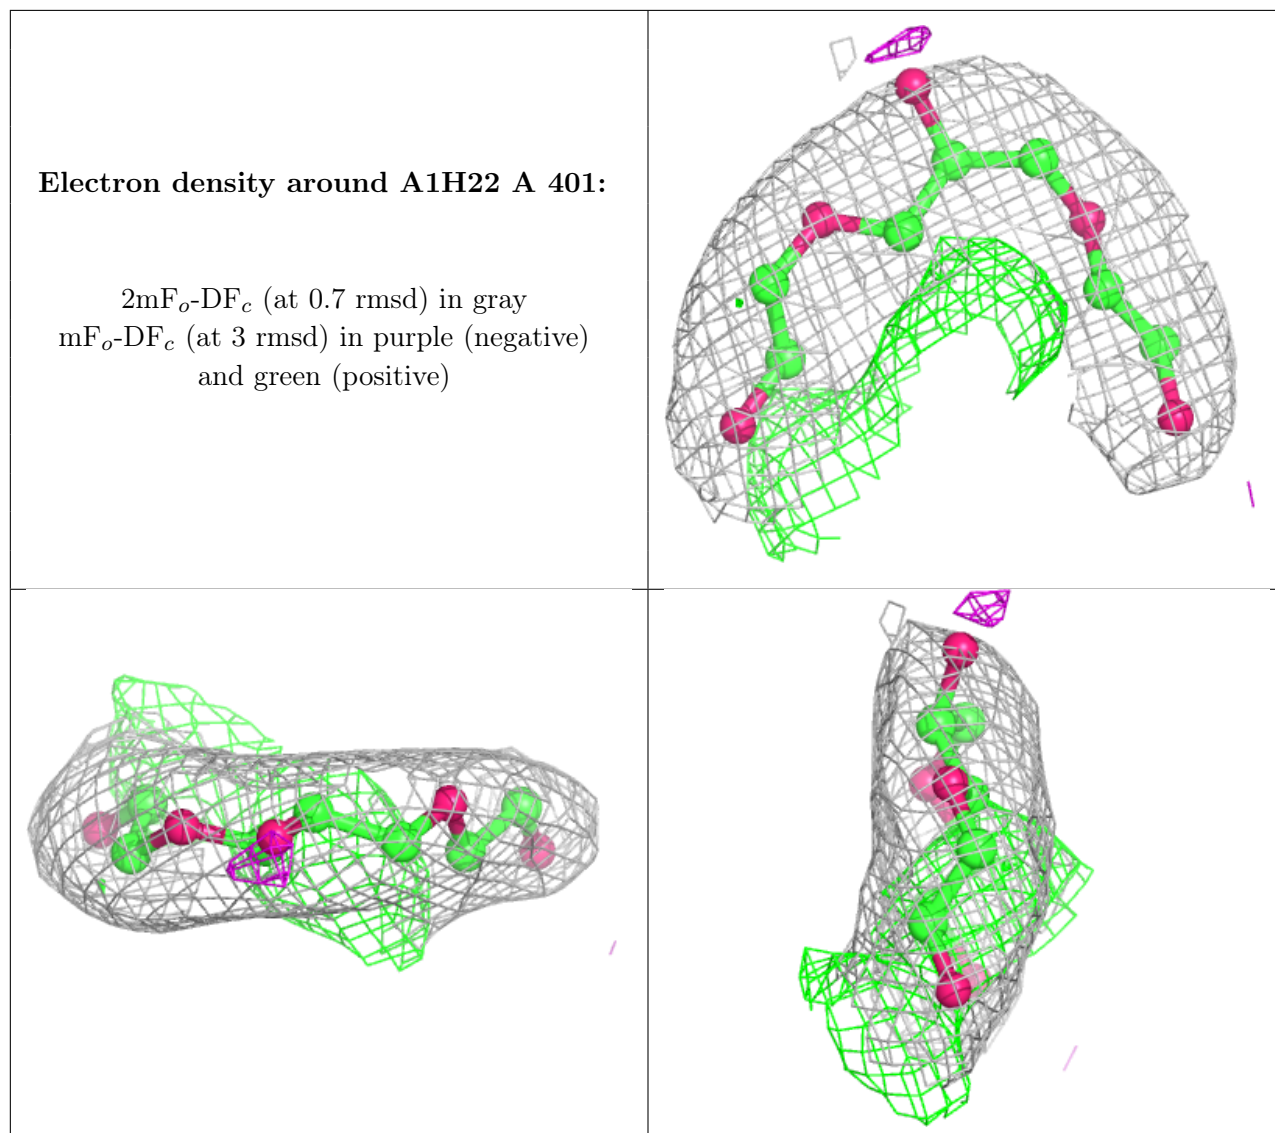 Electron density around A1H22 A 401:
2mFo-DFc (at 0.7 rmsd) in gray
mFo-DFc (at 3 rmsd) in purple (negative)
and green (positive)